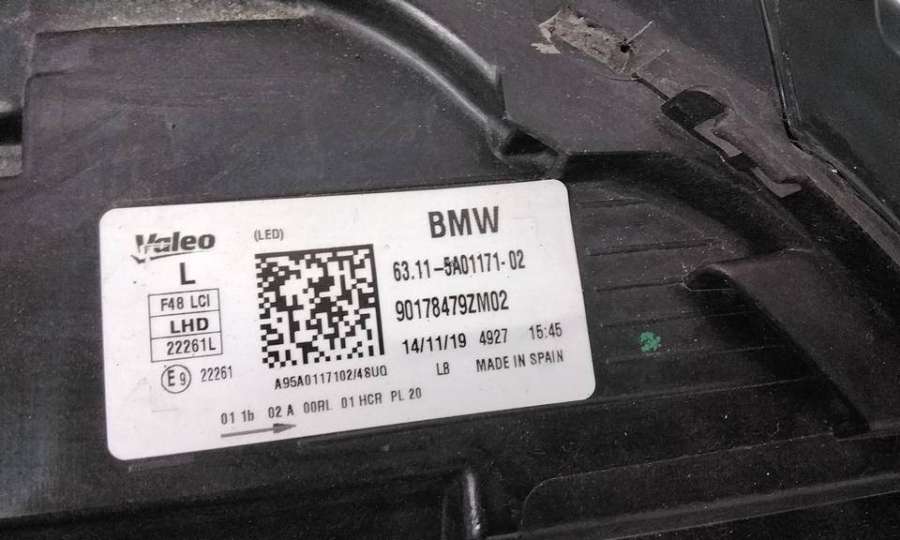 Valeo
(LED)
BMW
L
63.11-5A01171-02
F48 LCI
LHD
22261L
90178479ZM02
14/11/19 4927 15:45
E9 22261
A95A0117102/48UQ
LB MADE IN SPAIN
01 1b 02 A 00RL 01 HCR PL 20